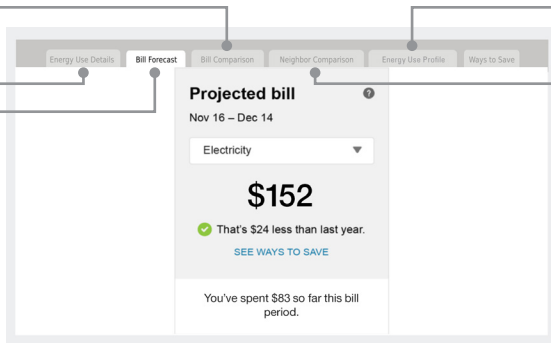 Energy Use Details
Bill Forecast
Bill Comparison
Neighbor Comparison
Energy Use Profile
Ways to Save
Projected bill ?
Nov 16 – Dec 14
Electricity
$152
That's $24 less than last year.
SEE WAYS TO SAVE
You've spent $83 so far this bill
period.